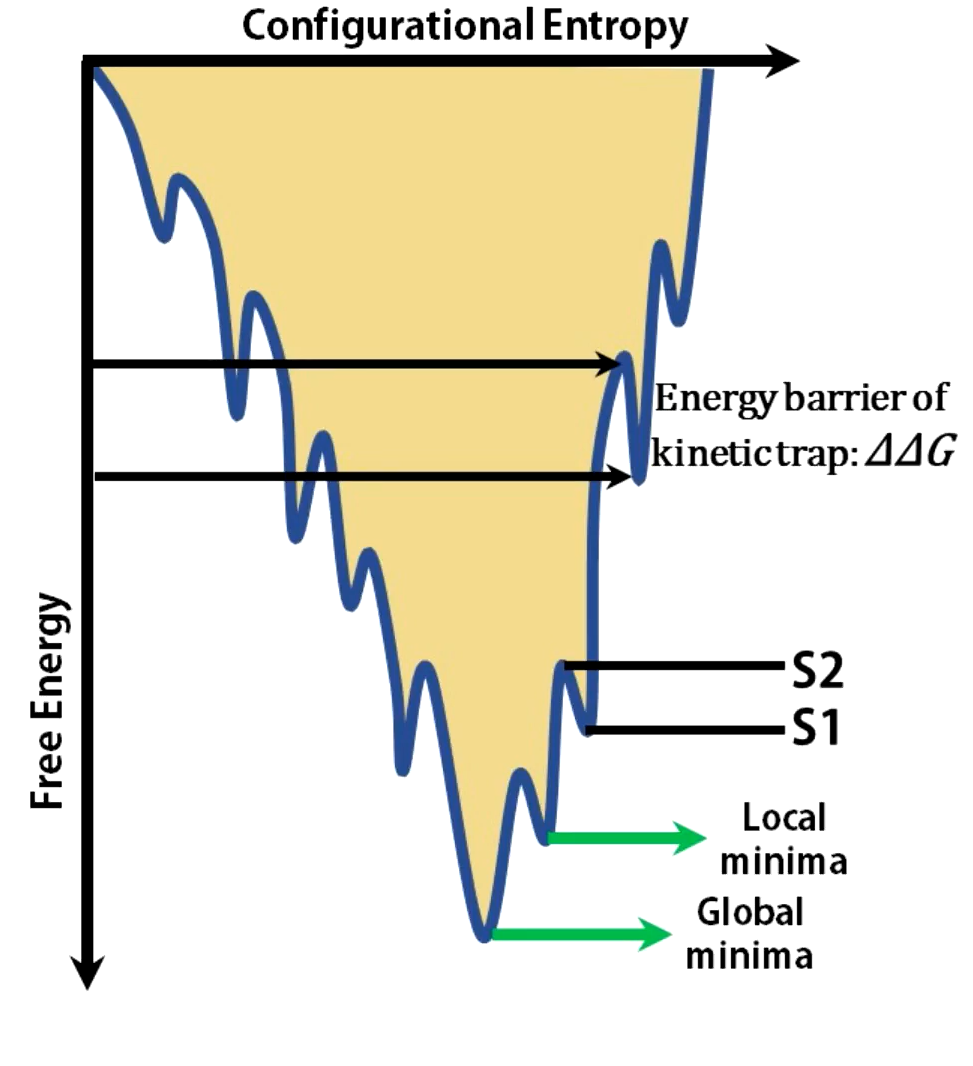 Configurational Entropy
Energy barrier of
kinetic trap: ΔΔG
Free Energy
S2
S1
Local
minima
Global
minima